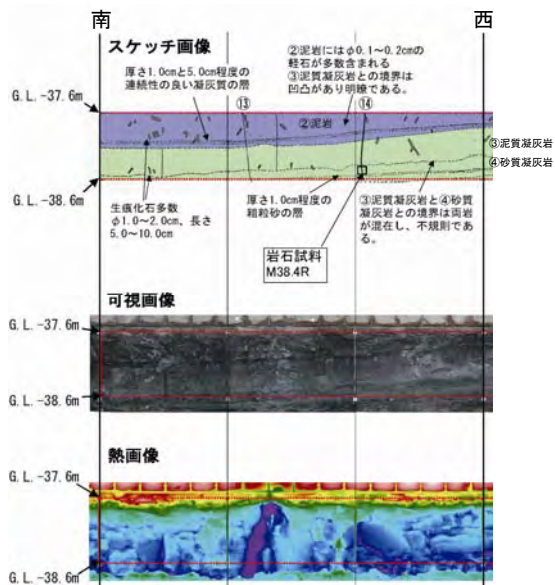 南
西
スケッチ画像
②泥岩にはφ0.1~0.2cmの
軽石が多数含まれる
③泥質凝灰岩との境界は
凹凸があり明瞭である。
厚さ1.0cmと5.0cm程度の
連続性の良い凝灰質の層
G.L.-37.6m
⑬
⑭
②泥岩
③泥質凝灰岩
④砂質凝灰岩
G.L.-38.6m
生痕化石多数
φ1.0~2.0cm、長さ
5.0~10.0cm
厚さ1.0cm程度の
粗粒砂の層
③泥質凝灰岩と④砂質
凝灰岩との境界は両岩
が混在し、不規則であ
る。
岩石試料
M38.4R
可視画像
G.L.-37.6m
G.L.-38.6m
熱画像
G.L.-37.6m
G.L.-38.6m